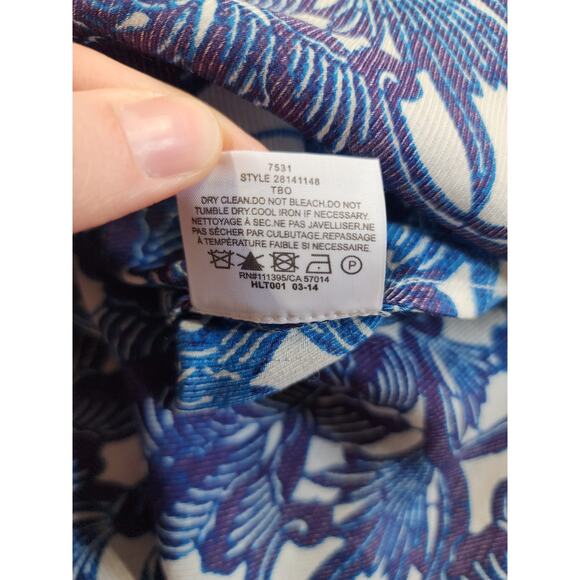 7531
STYLE 28141148
TBO
DRY CLEAN.DO NOT BLEACH.DO NOT
TUMBLE DRY.COOL IRON IF NECESSARY.
NETTOYAGE À SEC.NE PAS JAVELLISER.NE
PAS SÉCHER PAR CULBUTAGE.REPASSAGE
À TEMPÉRATURE FAIBLE SI NECESSAIRE.
P
RN#111395/CA 57014
HLT001 03-14